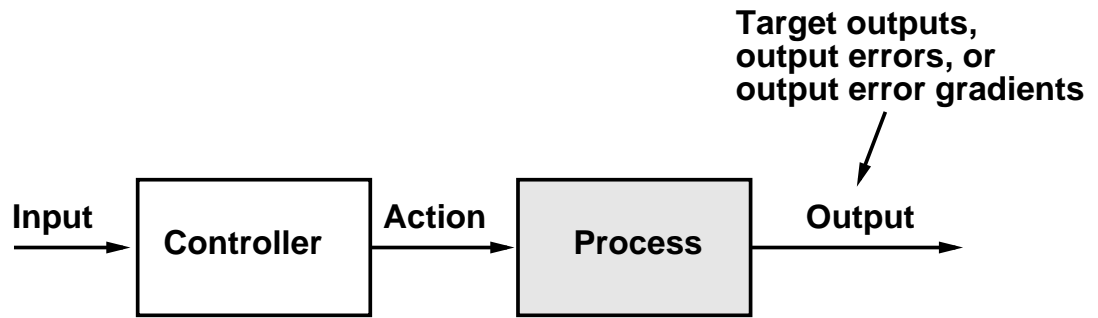 Target outputs,
output errors, or
output error gradients
Input
Controller
Action
Process
Output